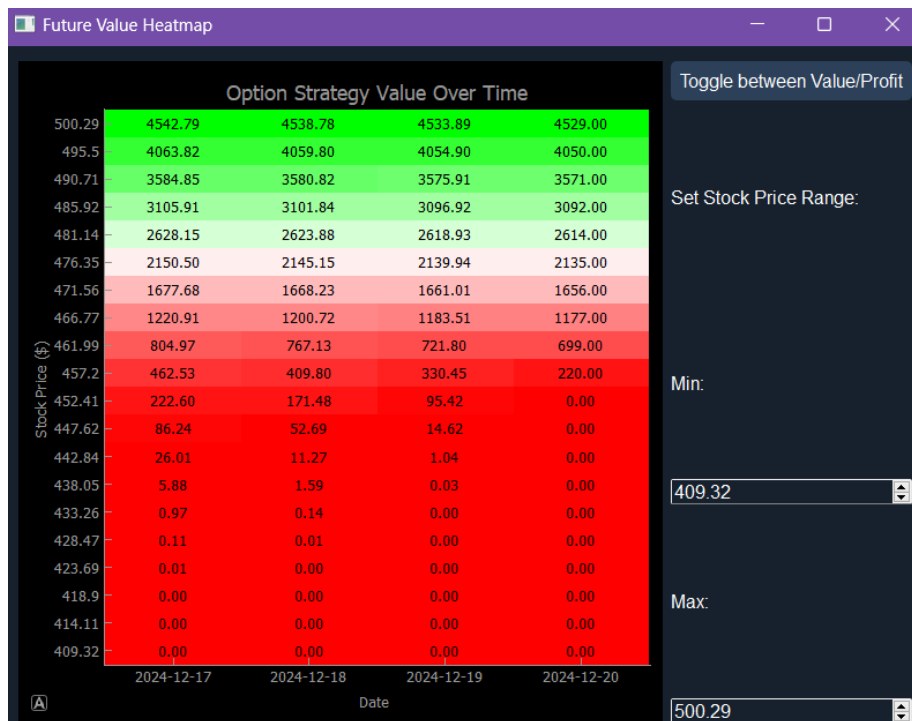 Future Value Heatmap
Option Strategy Value Over Time
Toggle between Value/Profit
500.29 4542.79 4538.78 4533.89 4529.00
495.5 4063.82 4059.80 4054.90 4050.00
490.71 3584.85 3580.82 3575.91 3571.00
485.92 3105.91 3101.84 3096.92 3092.00
481.14 2628.15 2623.88 2618.93 2614.00
476.35 2150.50 2145.15 2139.94 2135.00
471.56 1677.68 1668.23 1661.01 1656.00
466.77 1220.91 1200.72 1183.51 1177.00
461.99 804.97 767.13 721.80 699.00
457.2 462.53 409.80 330.45 220.00
452.41 222.60 171.48 95.42 0.00
447.62 86.24 52.69 14.62 0.00
442.84 26.01 11.27 1.04 0.00
438.05 5.88 1.59 0.03 0.00
433.26 0.97 0.14 0.00 0.00
428.47 0.11 0.01 0.00 0.00
423.69 0.01 0.00 0.00 0.00
418.9 0.00 0.00 0.00 0.00
414.11 0.00 0.00 0.00 0.00
409.32 0.00 0.00 0.00 0.00
Stock Price ($)
2024-12-17 2024-12-18 2024-12-19 2024-12-20
Date
A
Set Stock Price Range:
Min:
409.32
Max:
500.29